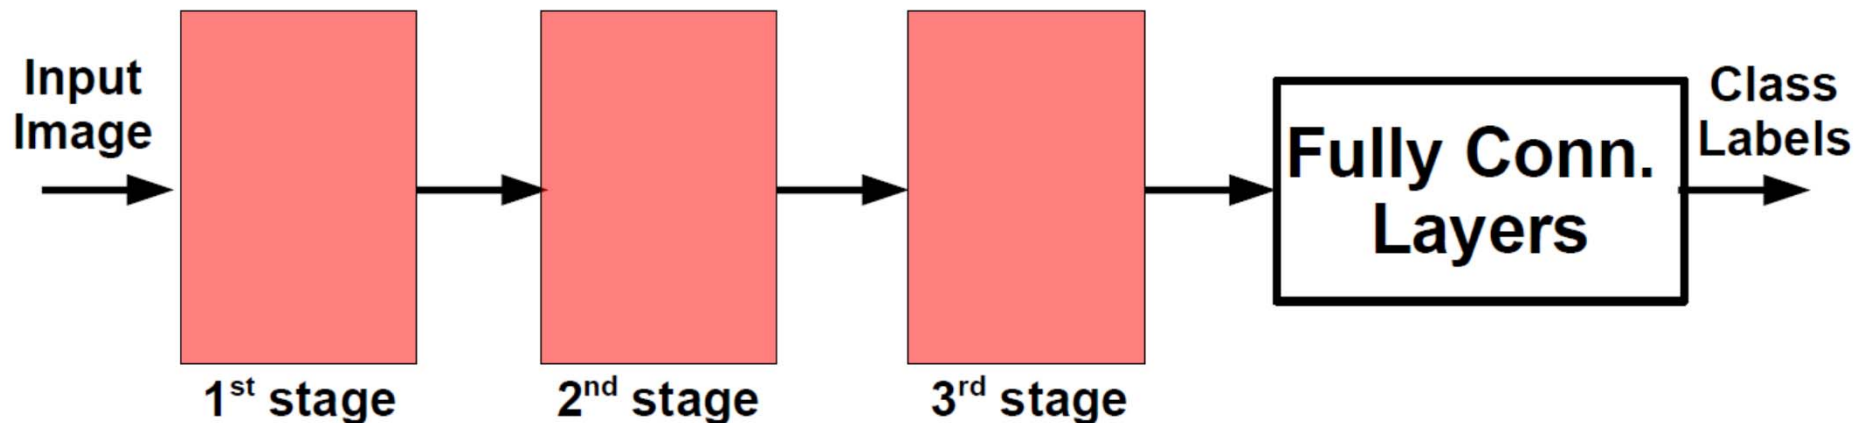 Input
Image
1st stage
2nd stage
3rd stage
Fully Conn.
Layers
Class
Labels